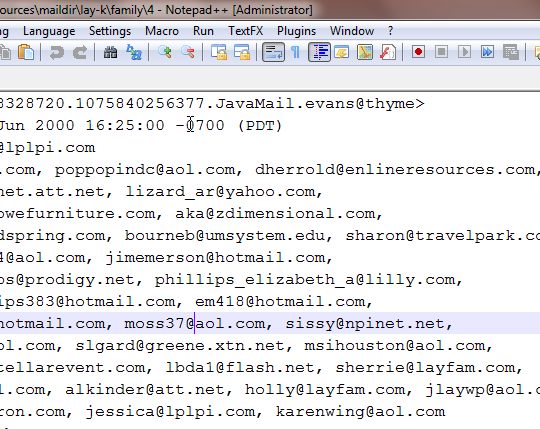 ources\maildir\lay-k\family\4 - Notepad++ [Administrator]
g Language Settings Macro Run TextFX Plugins Window ?
8328720.1075840256377.JavaMail.evans@thyme>
Jun 2000 16:25:00 -0700 (PDT)
@lplpi.com
.com, poppopindc@aol.com, dherrold@enlineresources.com,
net.att.net, lizard_ar@yahoo.com,
owefurniture.com, aka@zdimensional.com,
dspring.com, bourneb@umsystem.edu, sharon@travelpark.co
4@aol.com, jimemerson@hotmail.com,
os@prodigy.net, phillips_elizabeth_a@lilly.com,
ips383@hotmail.com, em418@hotmail.com,
hotmail.com, moss37@aol.com, sissy@npinet.net,
ol.com, slgard@greene.xtn.net, msihouston@aol.com,
tellarevent.com, lbda1@flash.net, sherrie@layfam.com,
l.com, alkinder@att.net, holly@layfam.com, jlaywp@aol.c
ron.com, jessica@lplpi.com, karenwing@aol.com